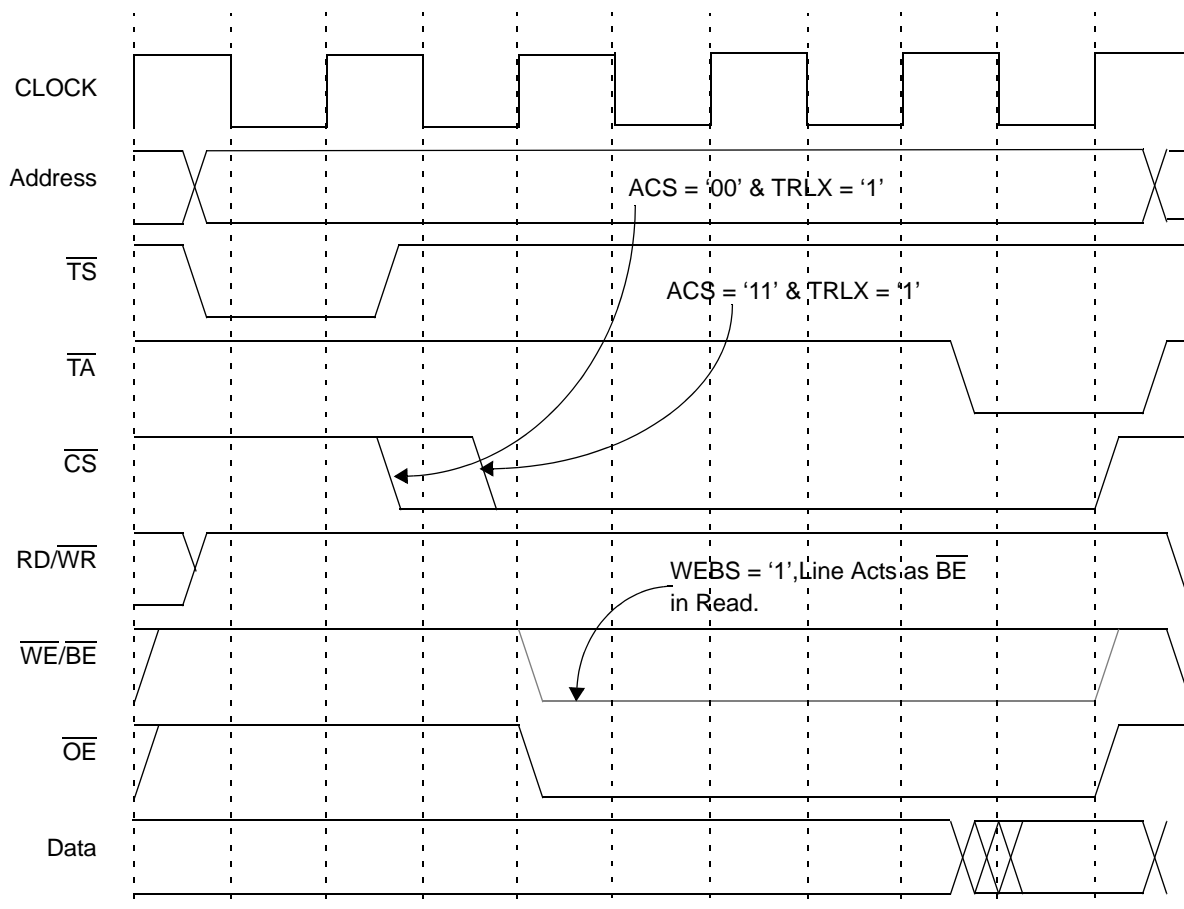 CLOCK
Address
ACS = ‘00’ & TRLX = ‘1’
TS
ACS = ‘11’ & TRLX = ‘1’
TA
CS
RD/WR
WEBS = ‘1’,Line Acts as BE
in Read.
WE/BE
OE
Data